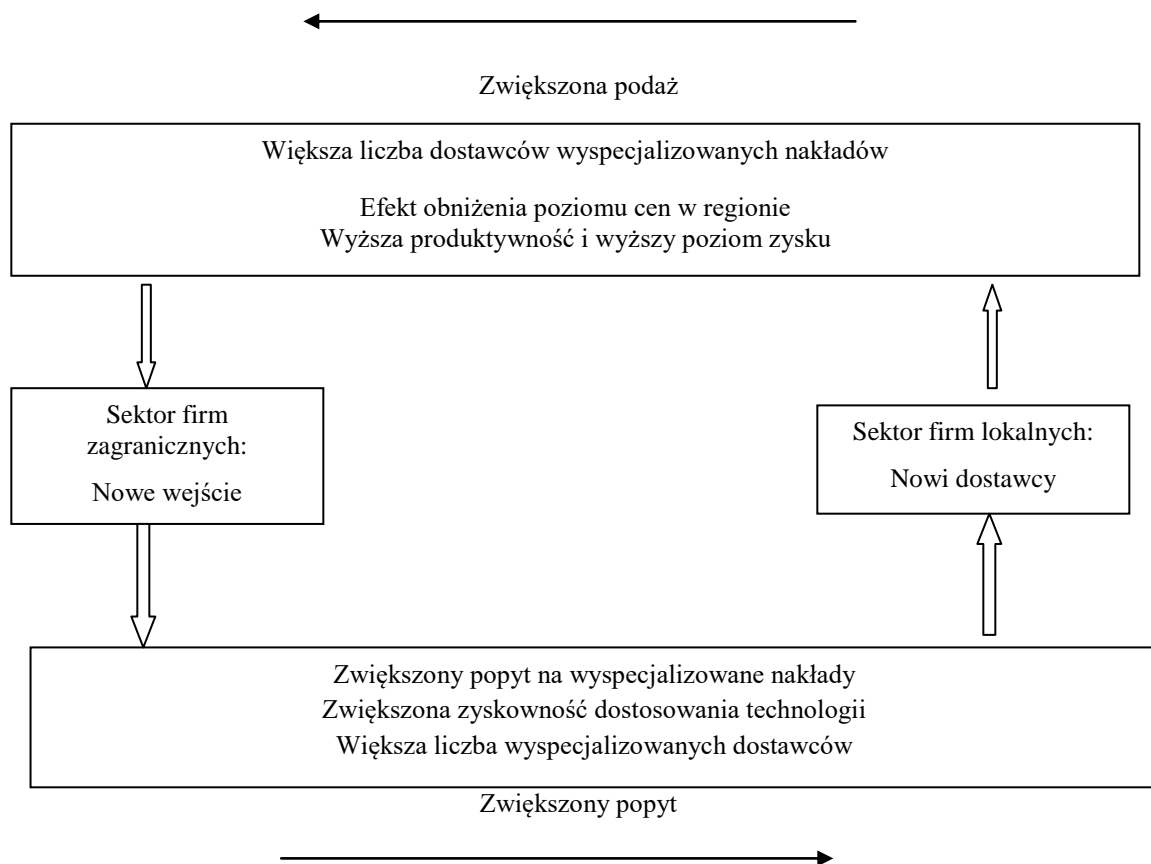 Zwiększona podaż
Większa liczba dostawców wyspecjalizowanych nakładów
Efekt obniżenia poziomu cen w regionie
Wyższa produktywność i wyższy poziom zysku
Sektor firm
zagranicznych:
Nowe wejście
Sektor firm lokalnych:
Nowi dostawcy
Zwiększony popyt na wyspecjalizowane nakłady
Zwiększona zyskowność dostosowania technologii
Większa liczba wyspecjalizowanych dostawców
Zwiększony popyt